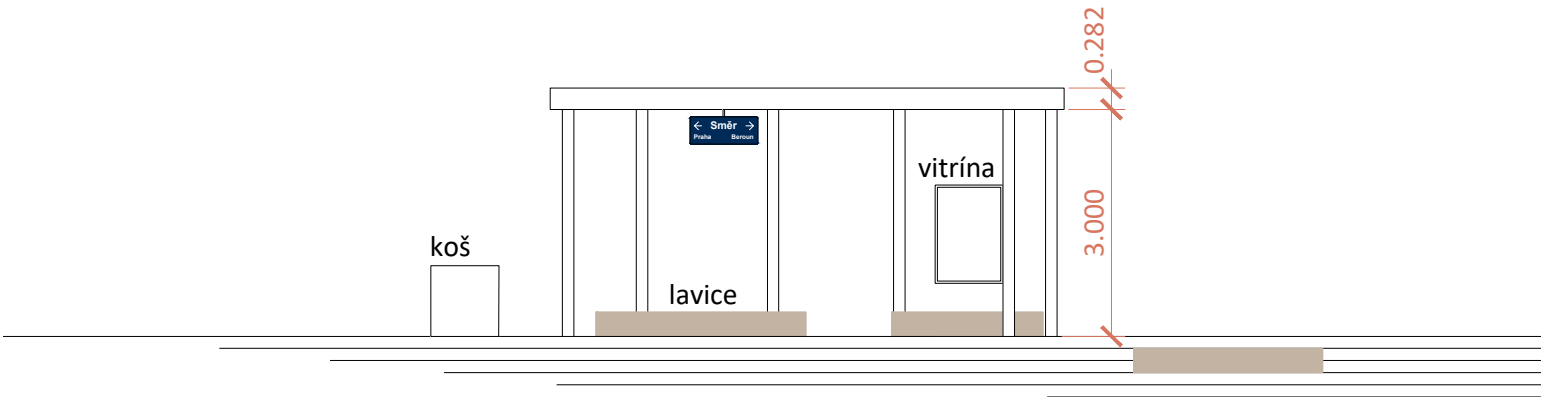 0.282
← Směr →
Praha Beroun
vitrína
3.000
koš
lavice